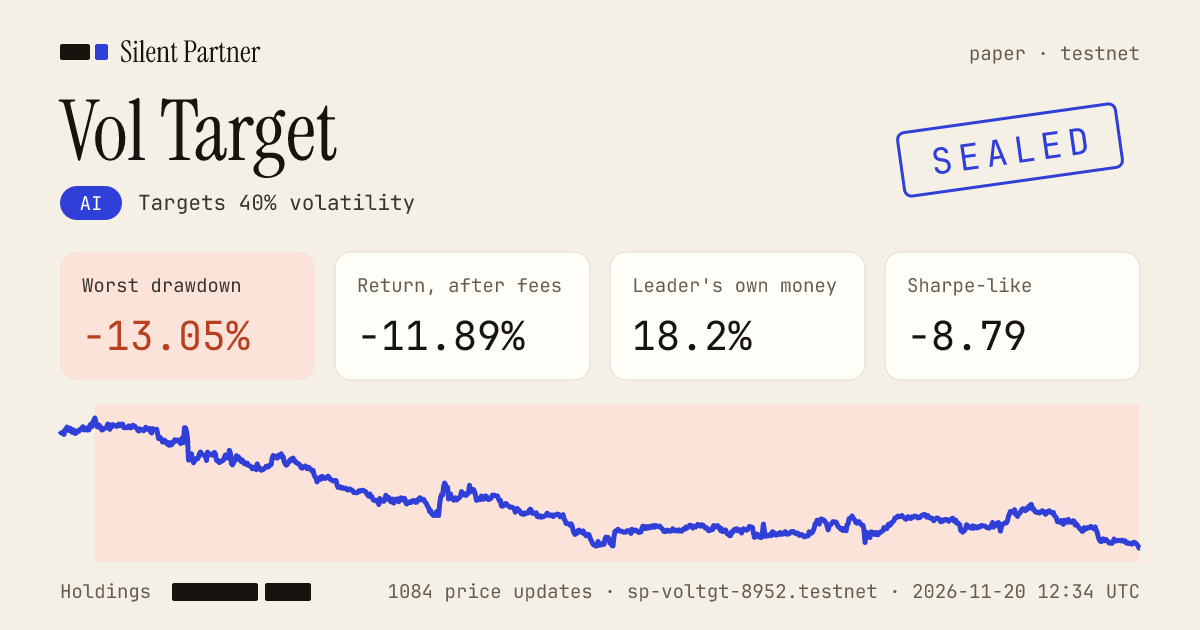 Silent Partner
paper · testnet
Vol Target
SEALED
AI Targets 40% volatility
Worst drawdown
-13.05%
Return, after fees
-11.89%
Leader's own money
18.2%
Sharpe-like
-8.79
Holdings
1084 price updates · sp-voltgt-8952.testnet · 2026-11-20 12:34 UTC